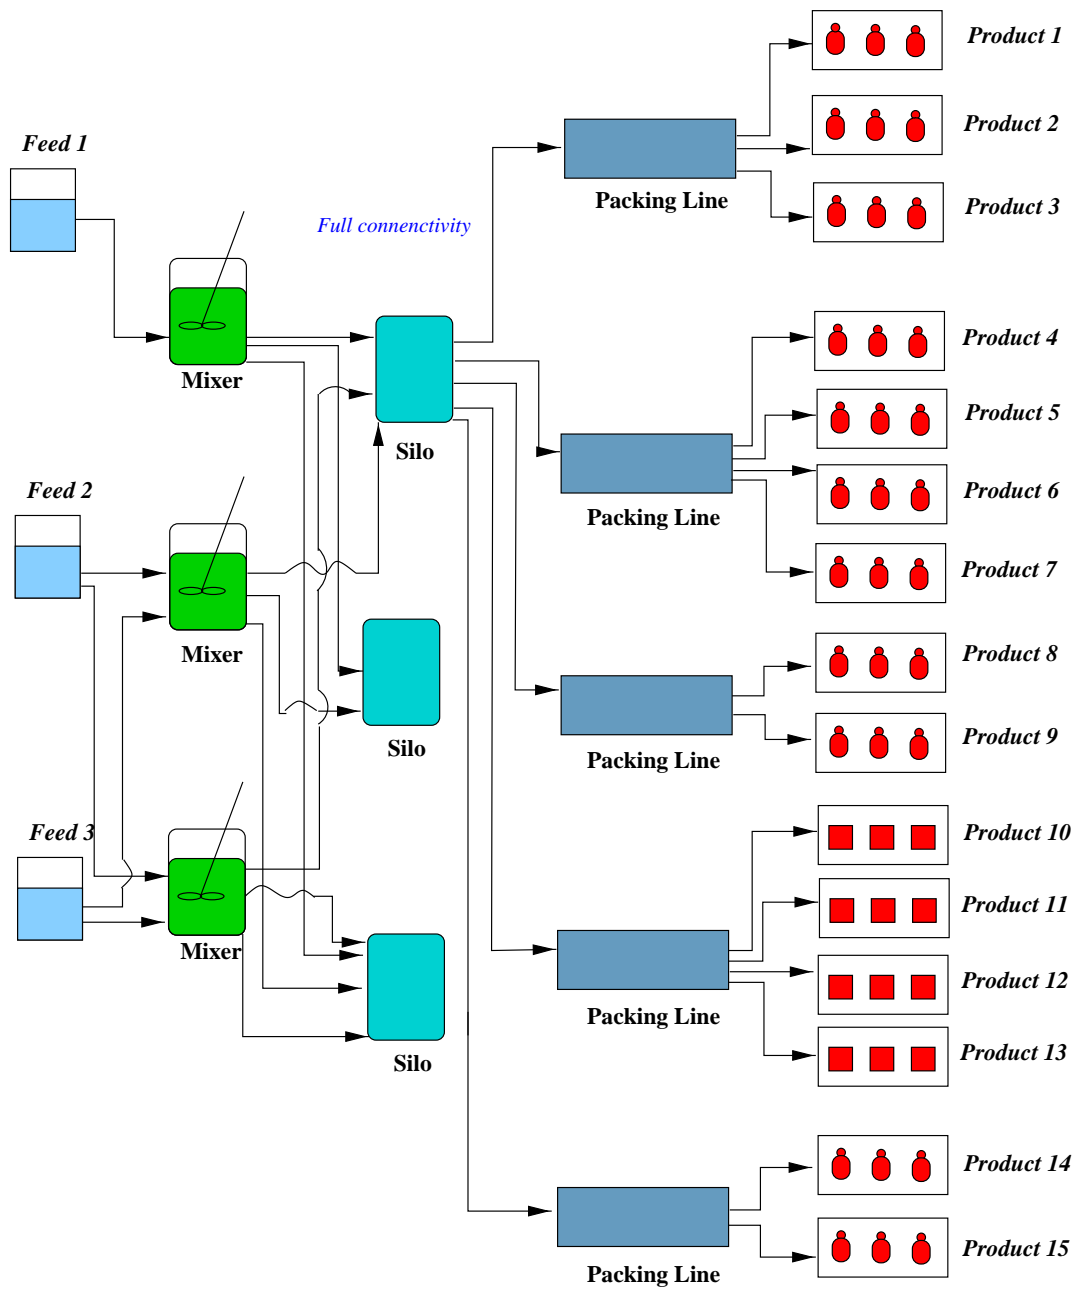 Product 1
Product 2
Feed 1
Packing Line
Product 3
Full connenctivity
Product 4
Mixer
Product 5
Silo
Feed 2
Product 6
Packing Line
Product 7
Mixer
Product 8
Silo
Product 9
Packing Line
Feed 3
Product 10
Product 11
Mixer
Product 12
Packing Line
Product 13
Silo
Product 14
Product 15
Packing Line